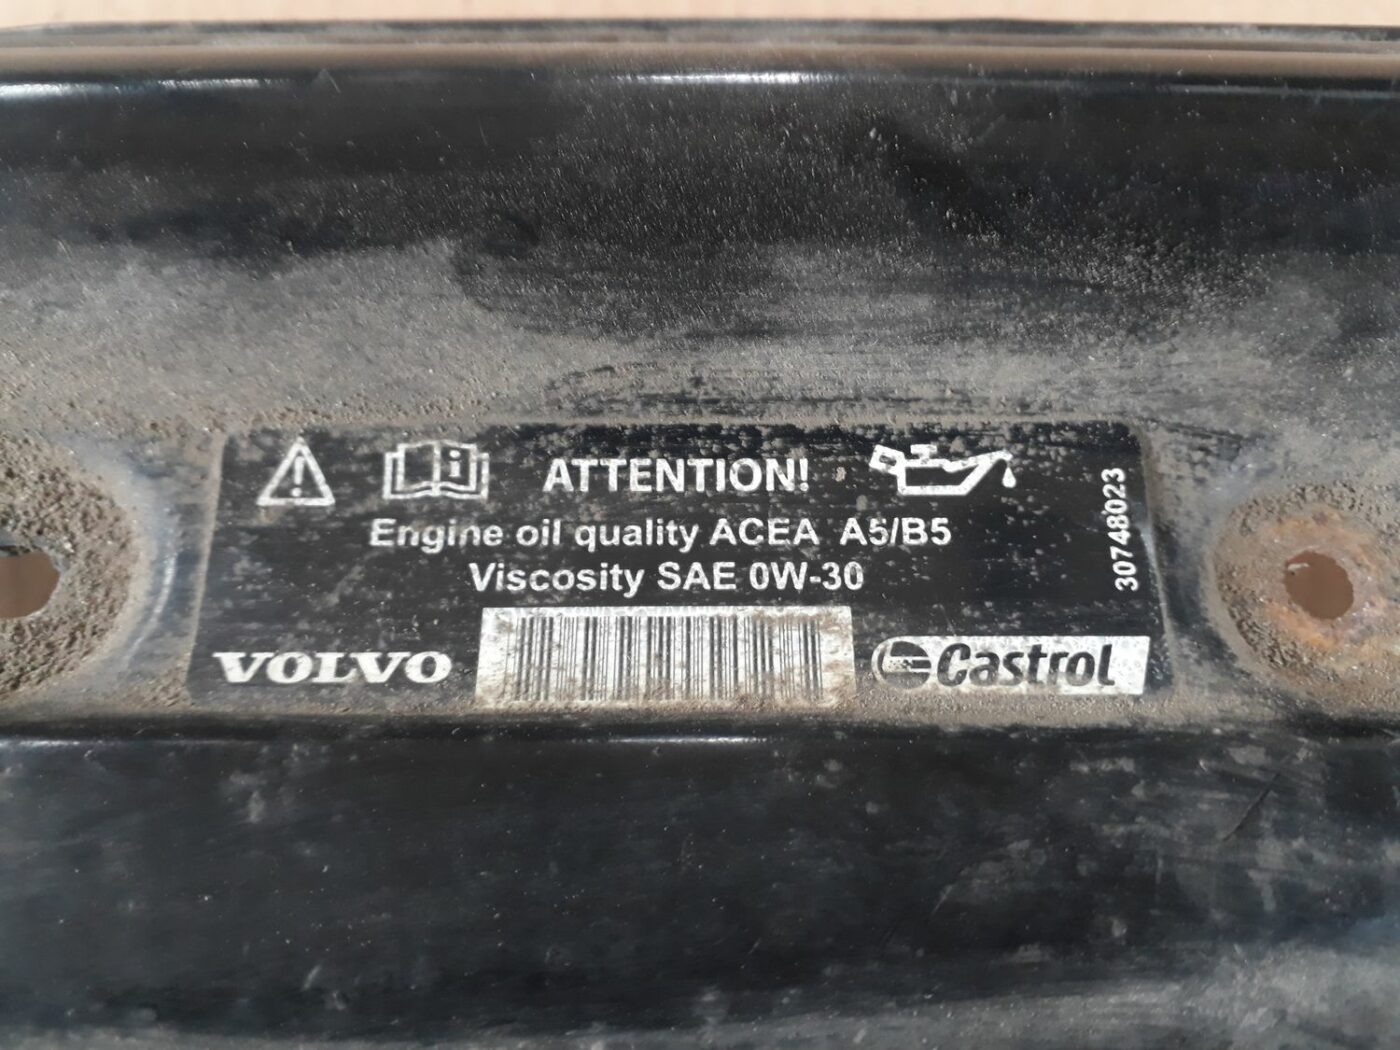 ATTENTION!
Engine oil quality ACEA A5/B5
Viscosity SAE 0W-30
VOLVO
Castrol
30748023